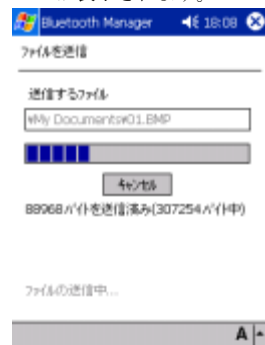 Bluetooth Manager 18:08
ファイルを送信
送信するファイル
¥My Documents¥01.BMP
キャンセル
88968バイトを送信済み(307254バイト中)
ファイルの送信中...
A